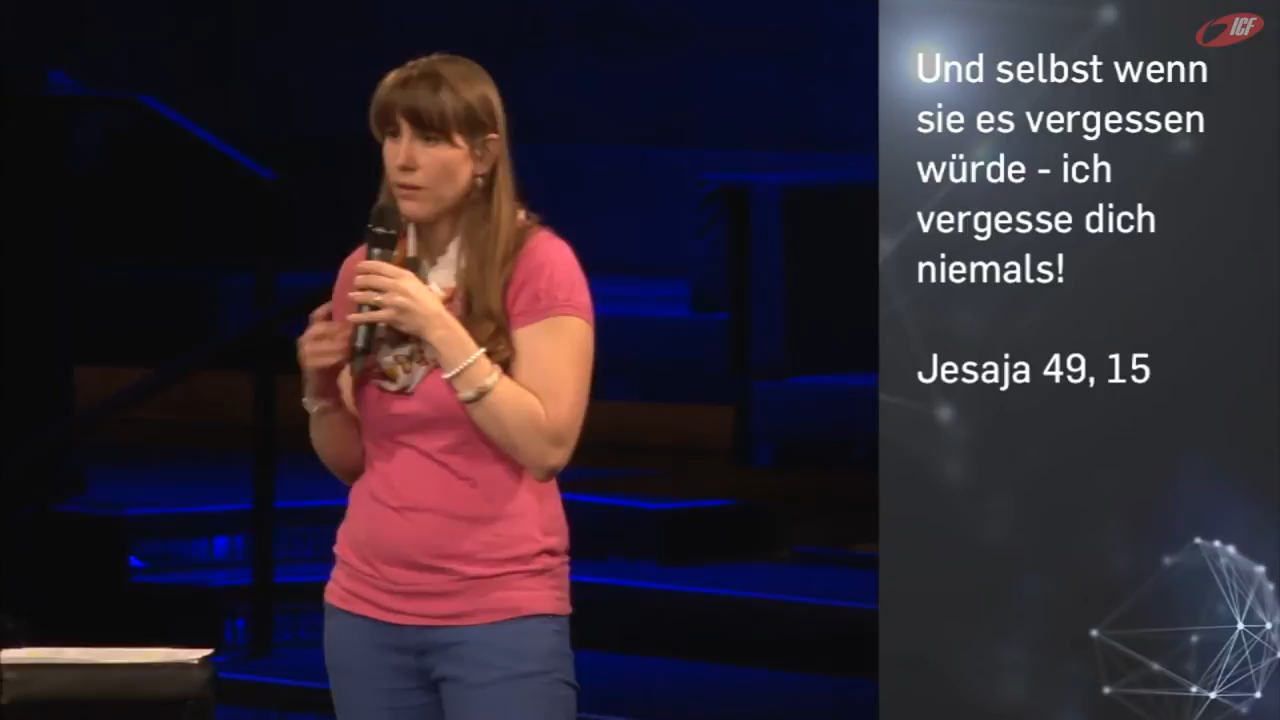 ICF
Und selbst wenn
sie es vergessen
würde - ich
vergesse dich
niemals!
Jesaja 49, 15